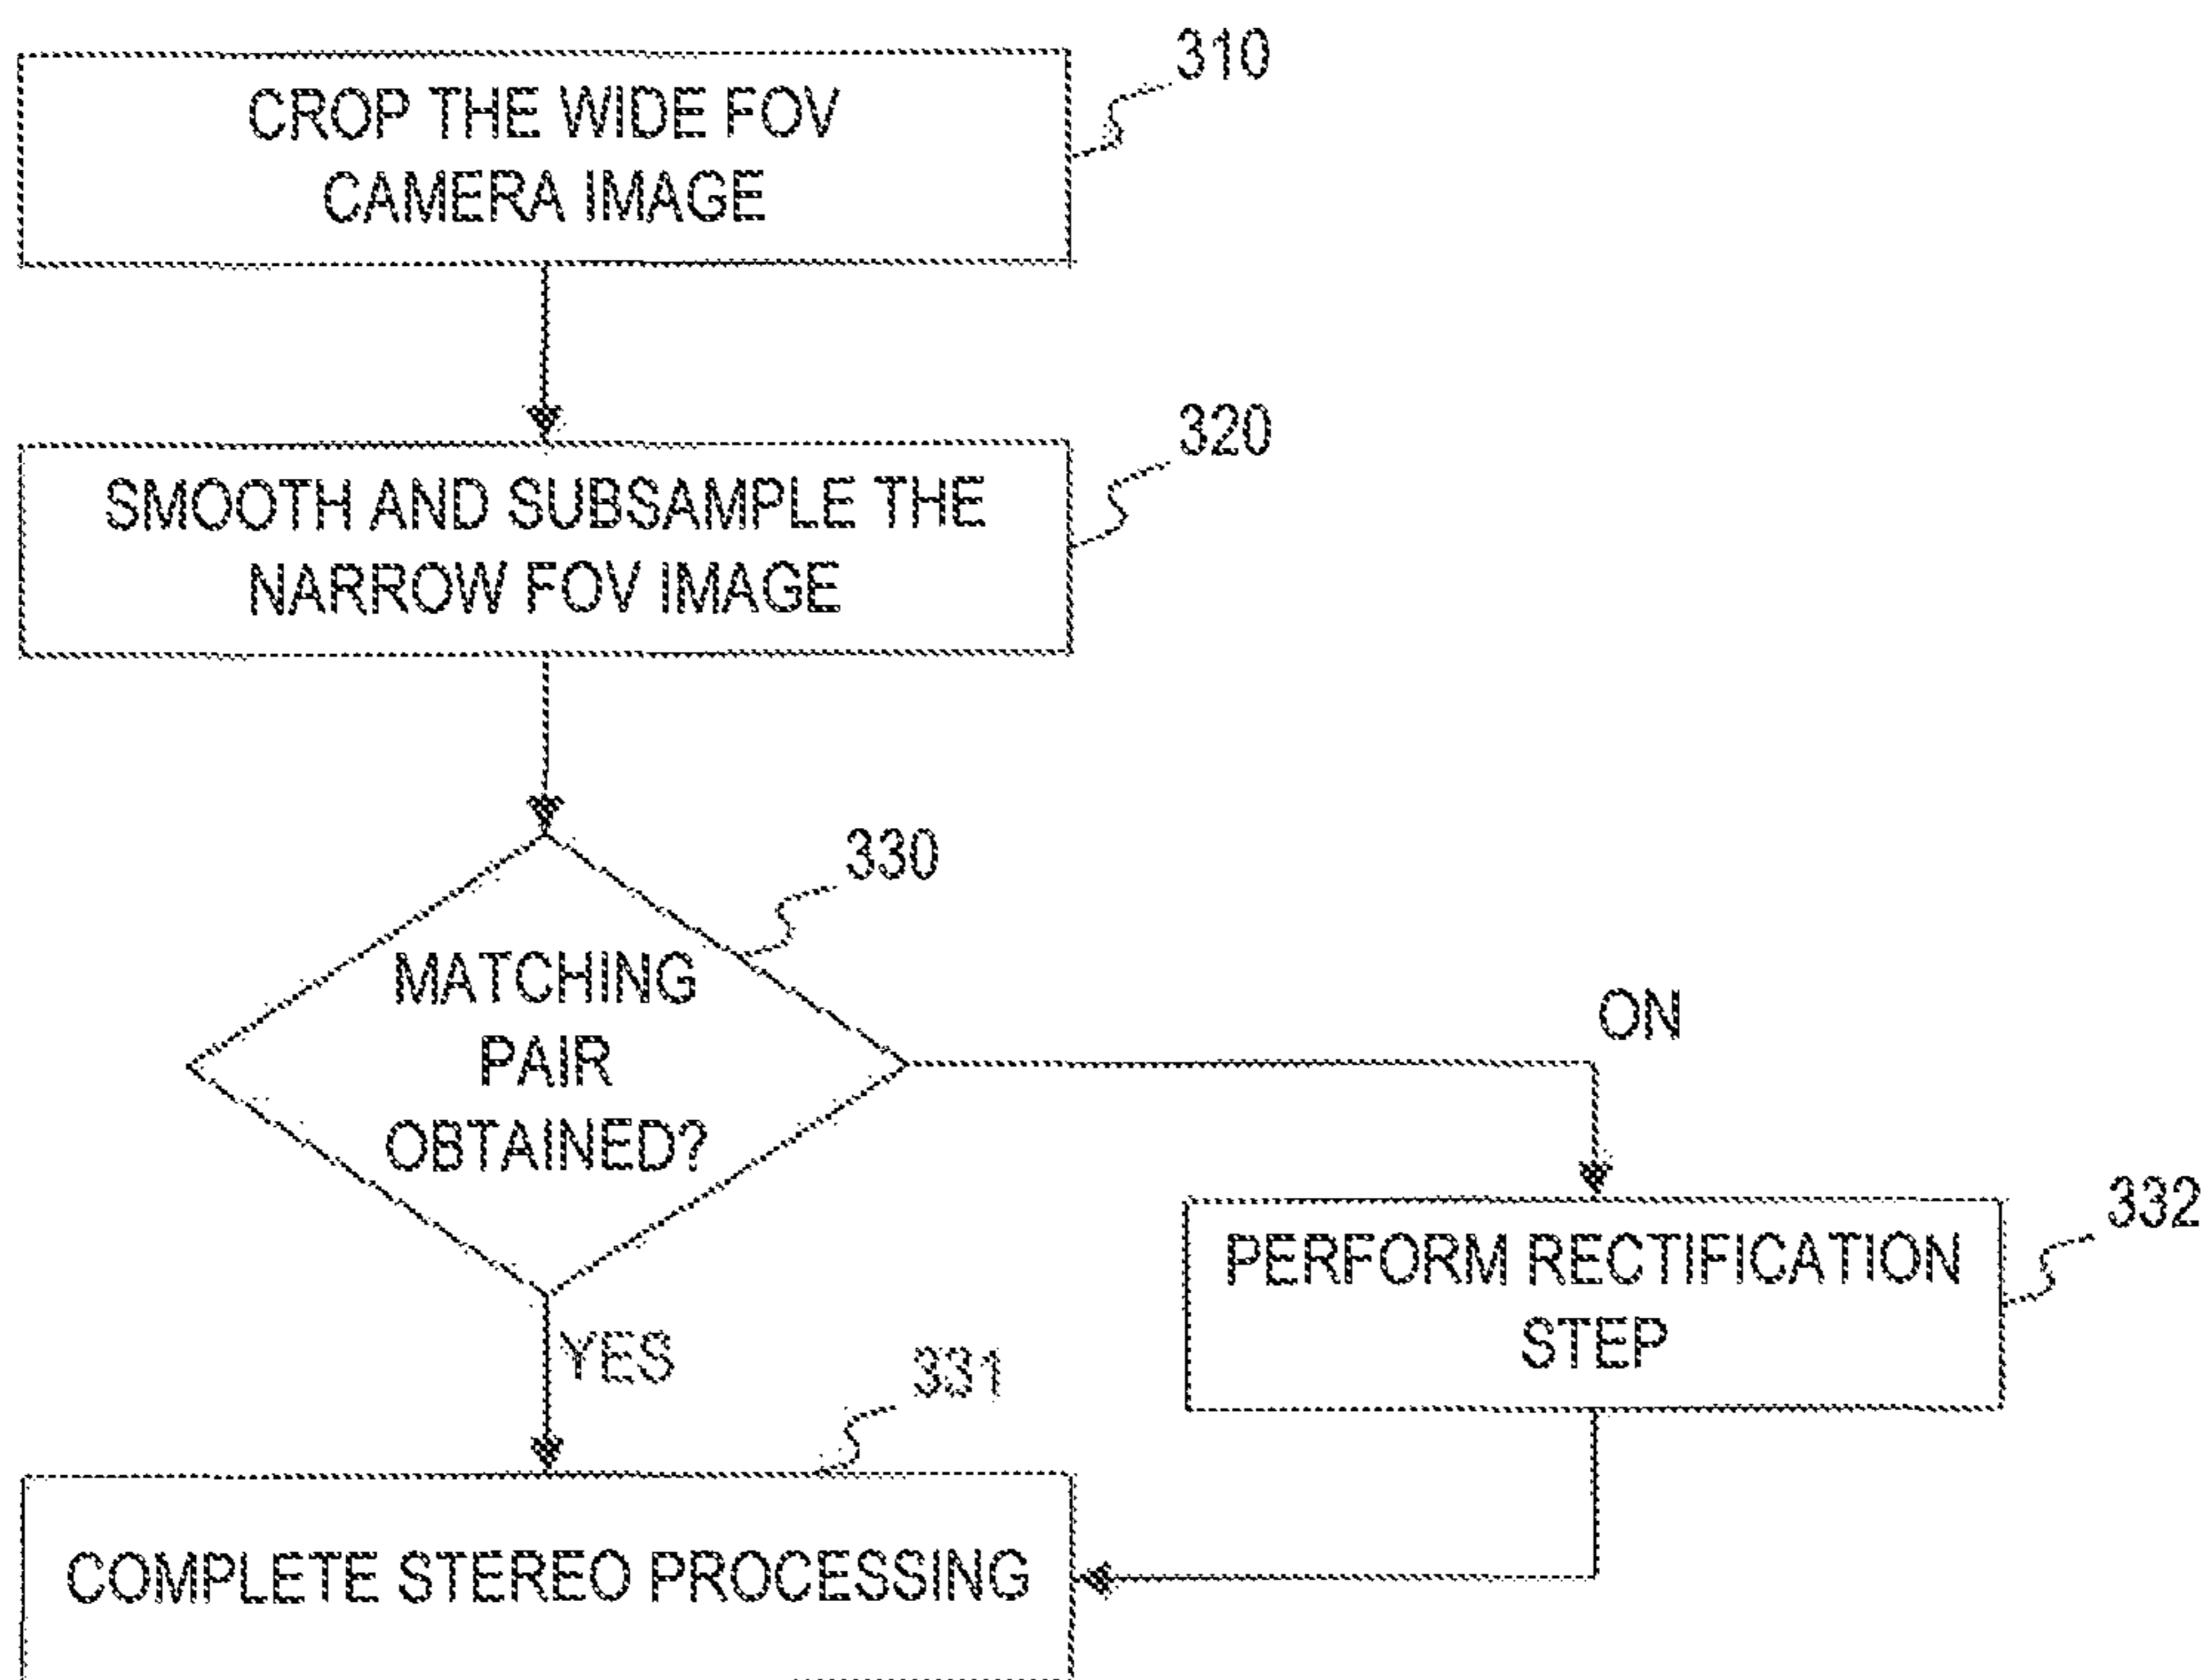 310
CROP THE WIDE FOV
CAMERA IMAGE
320
SMOOTH AND SUBSAMPLE THE
NARROW FOV IMAGE
330
MATCHING
PAIR
OBTAINED?
ON
332
PERFORM RECTIFICATION
STEP
YES
331
COMPLETE STEREO PROCESSING